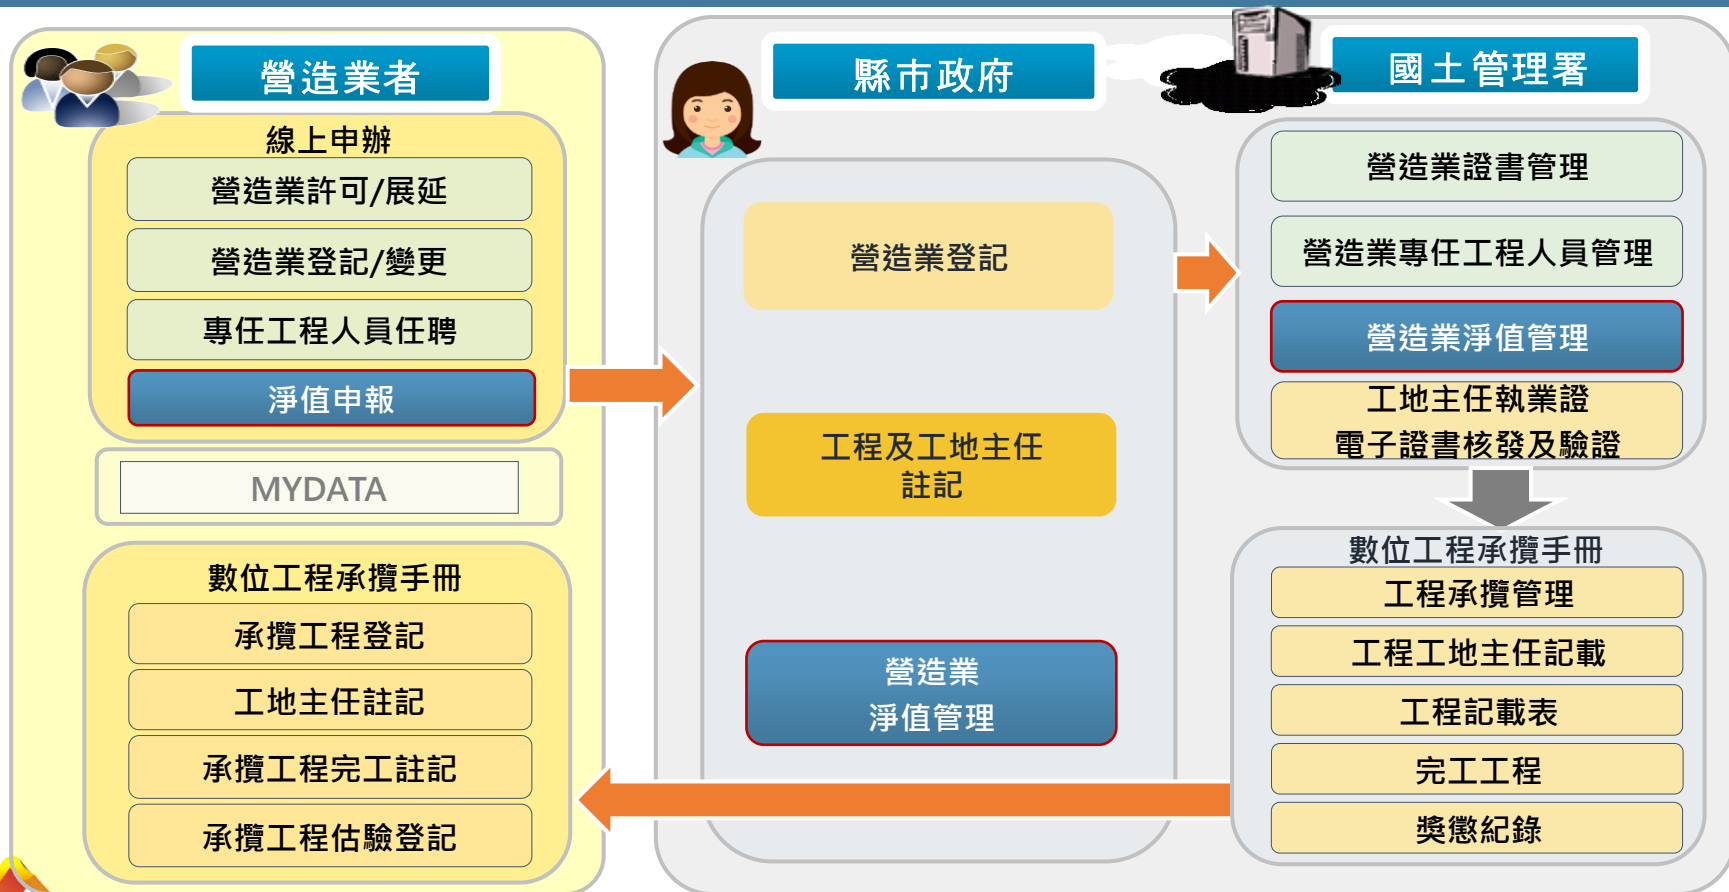 營造業者
線上申辦
營造業許可/展延
營造業登記/變更
專任工程人員任聘
淨值申報
MYDATA
數位工程承攬手冊
承攬工程登記
工地主任註記
承攬工程完工註記
承攬工程估驗登記
縣市政府
營造業登記
工程及工地主任
註記
營造業
淨值管理
國土管理署
營造業證書管理
營造業專任工程人員管理
營造業淨值管理
工地主任執業證
電子證書核發及驗證
數位工程承攬手冊
工程承攬管理
工程工地主任記載
工程記載表
完工工程
獎懲紀錄